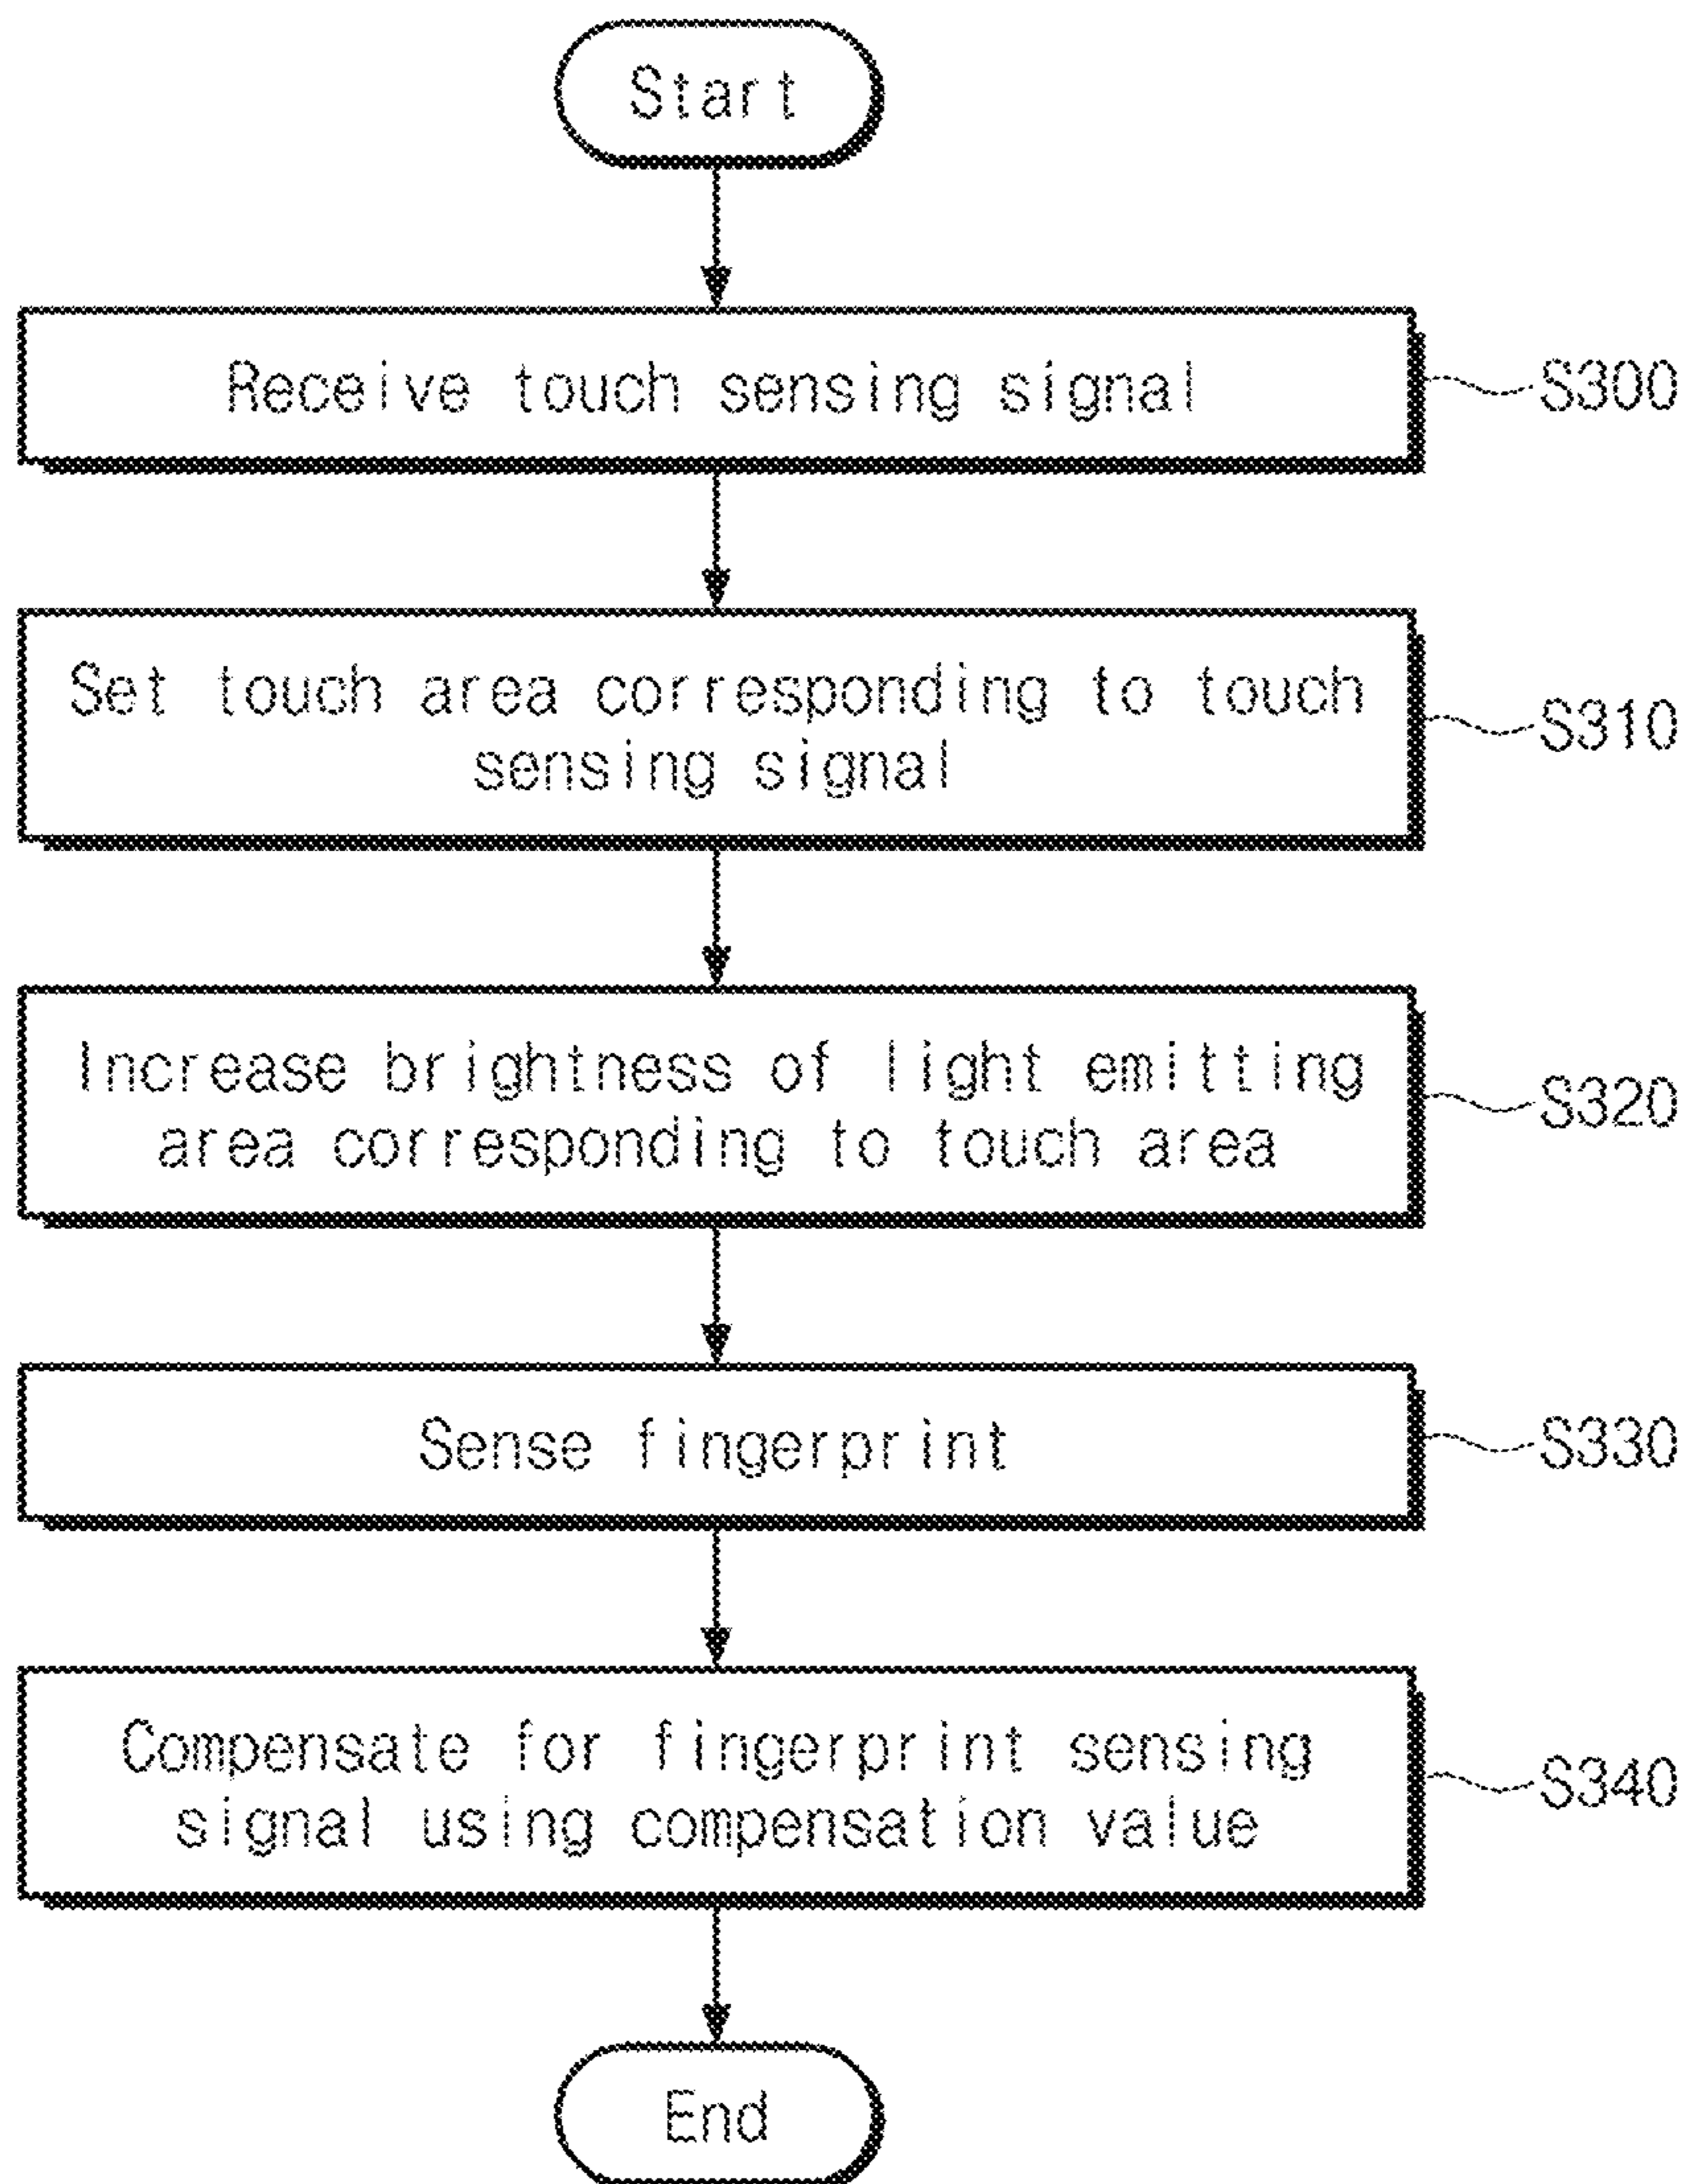 Start
Receive touch sensing signal
S300
Set touch area corresponding to touch
sensing signal
S310
Increase brightness of light emitting
area corresponding to touch area
S320
Sense fingerprint
S330
Compensate for fingerprint sensing
signal using compensation value
S340
End